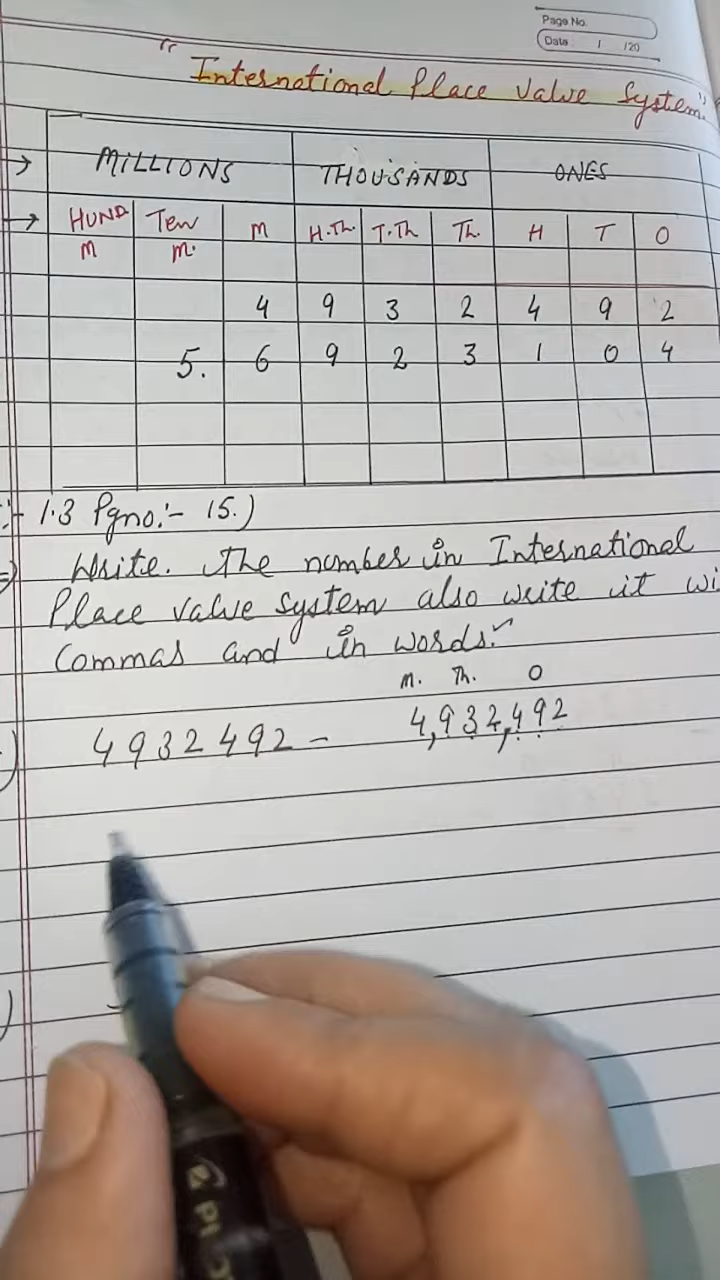 Page No.
Date / /20
"International Place Value System"
→ MILLIONS THOUSANDS ONES
→ HUND M Ten M. M H.Th. T.Th Th. H T O
4 9 3 2 4 9 2
5. 6 9 2 3 1 0 4
:- 1.3 Pgno:- 15.)
Write. The number in International
Place value system also write it wi
Commas and in words.
M. Th. O
4932492 - 4,932,492